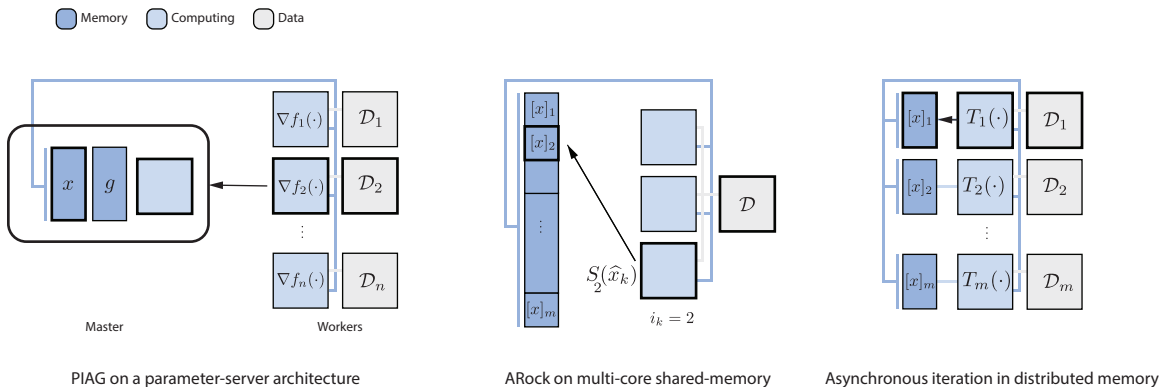 Memory Computing Data
∇f₁(·) 𝒟₁
x g ∇f₂(·) 𝒟₂
⋮
∇fₙ(·) 𝒟ₙ
Master Workers
PIAG on a parameter-server architecture
[x]₁
[x]₂
⋮
[x]ₘ
𝒟
S₂(x̂ₖ)
iₖ = 2
ARock on multi-core shared-memory
[x]₁ T₁(·) 𝒟₁
[x]₂ T₂(·) 𝒟₂
⋮
[x]ₘ Tₘ(·) 𝒟ₘ
Asynchronous iteration in distributed memory